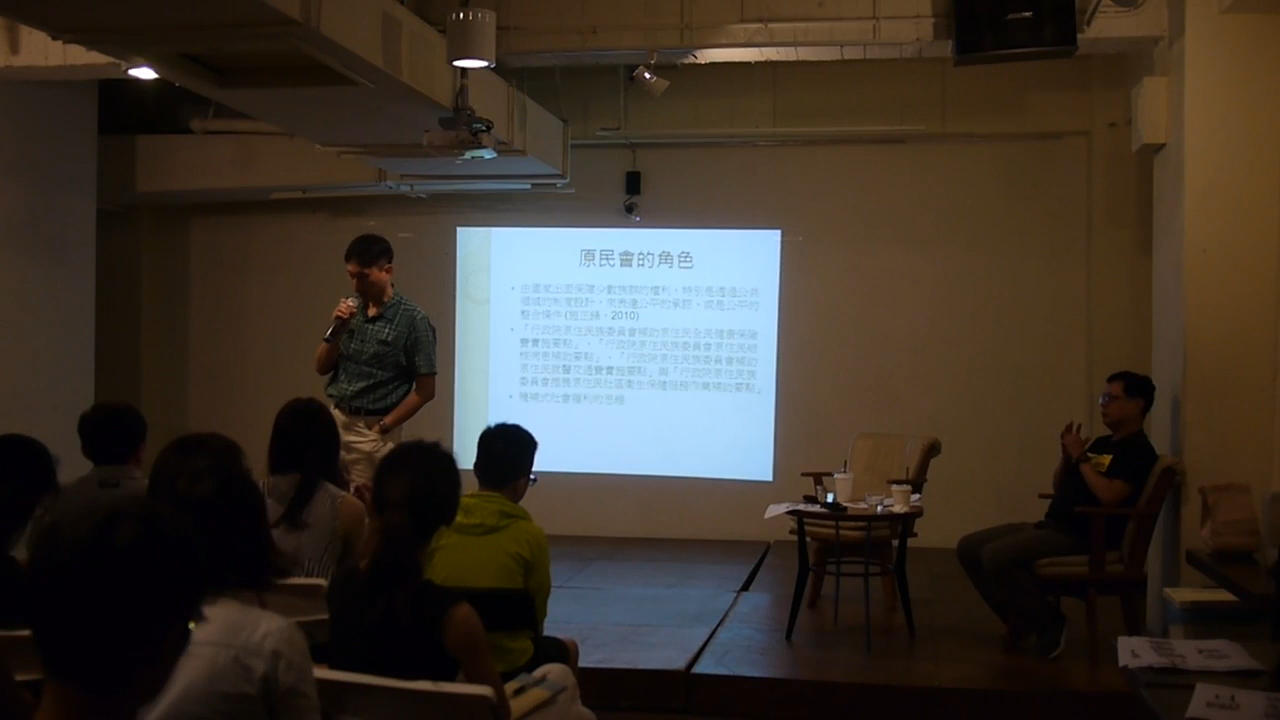 原民會的角色
• 由國家出面保障少數族群的權利，特別是透過公共
領域的制度設計，來表達公平的承認、或是公平的
整合條件 (施正鋒，2010)
• 「行政院原住民族委員會補助原住民全民健康保險
費實施要點」、「行政院原住民族委員會原住民結
核病患補助要點」、「行政院原住民族委員會補助
原住民就醫交通費實施要點」與「行政院原住民族
委員會推展原住民社區衛生保健服務作業補助要點」
• 殘補式社會福利的思維